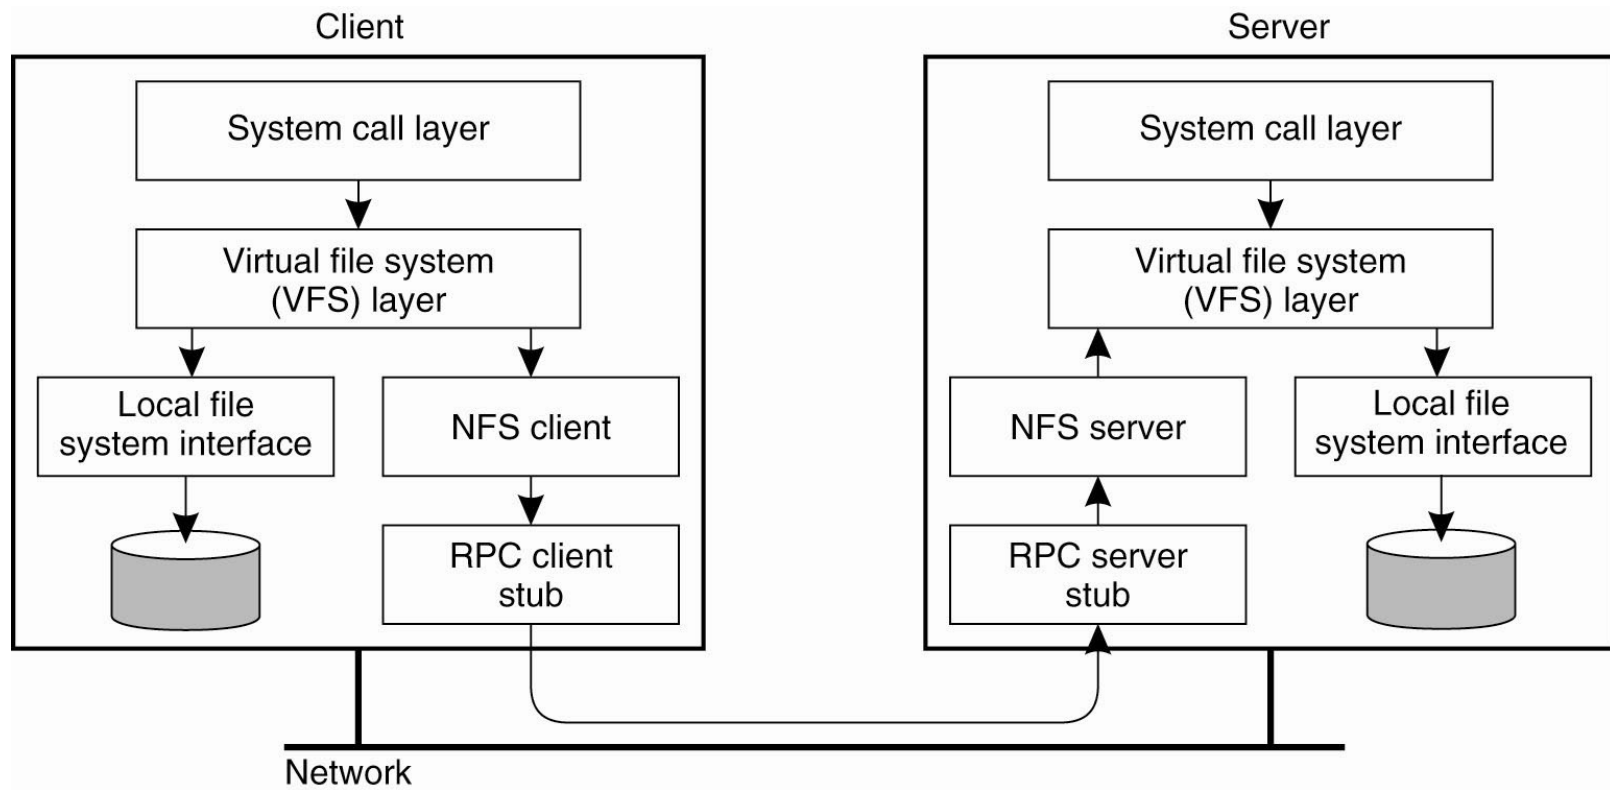 Client
System call layer
Virtual file system
(VFS) layer
Local file
system interface
NFS client
RPC client
stub
Server
System call layer
Virtual file system
(VFS) layer
NFS server
Local file
system interface
RPC server
stub
Network